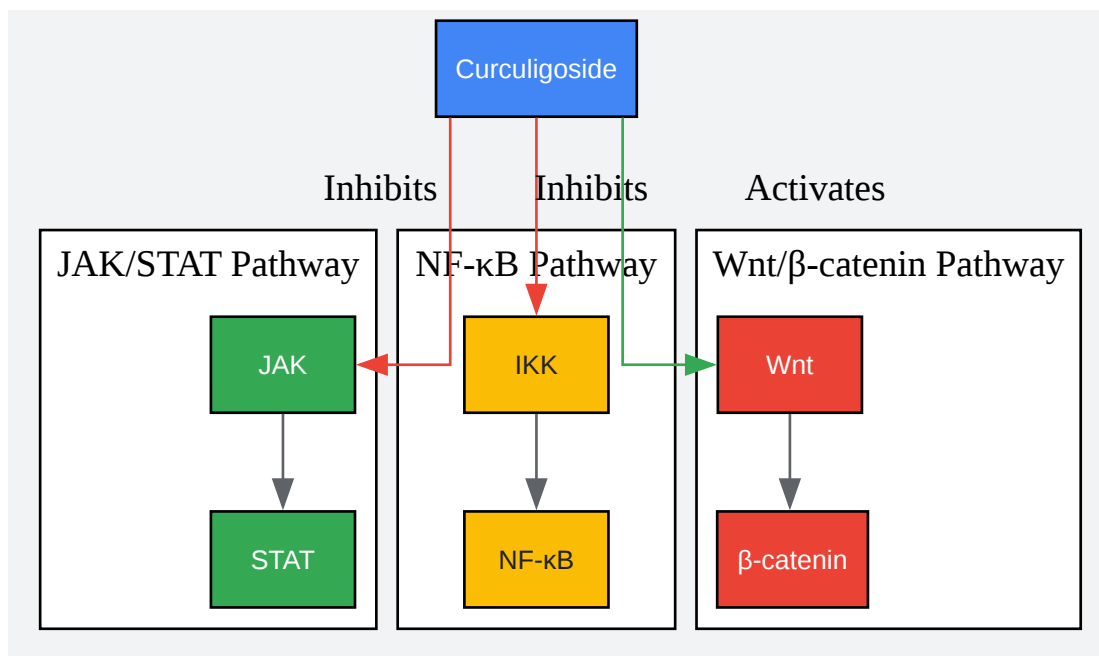 Curculigoside
Inhibits
Inhibits
Activates
JAK/STAT Pathway
NF-κB Pathway
Wnt/β-catenin Pathway
JAK
IKK
Wnt
STAT
NF-κB
β-catenin